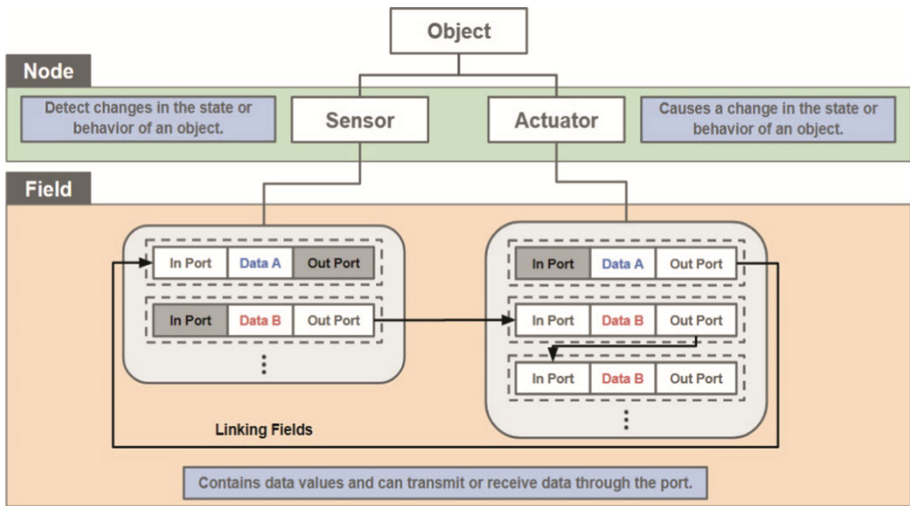 Object
Node
Detect changes in the state or
behavior of an object.
Sensor
Actuator
Causes a change in the state or
behavior of an object.
Field
In Port Data A Out Port
In Port Data B Out Port
In Port Data A Out Port
In Port Data B Out Port
In Port Data B Out Port
Linking Fields
Contains data values and can transmit or receive data through the port.